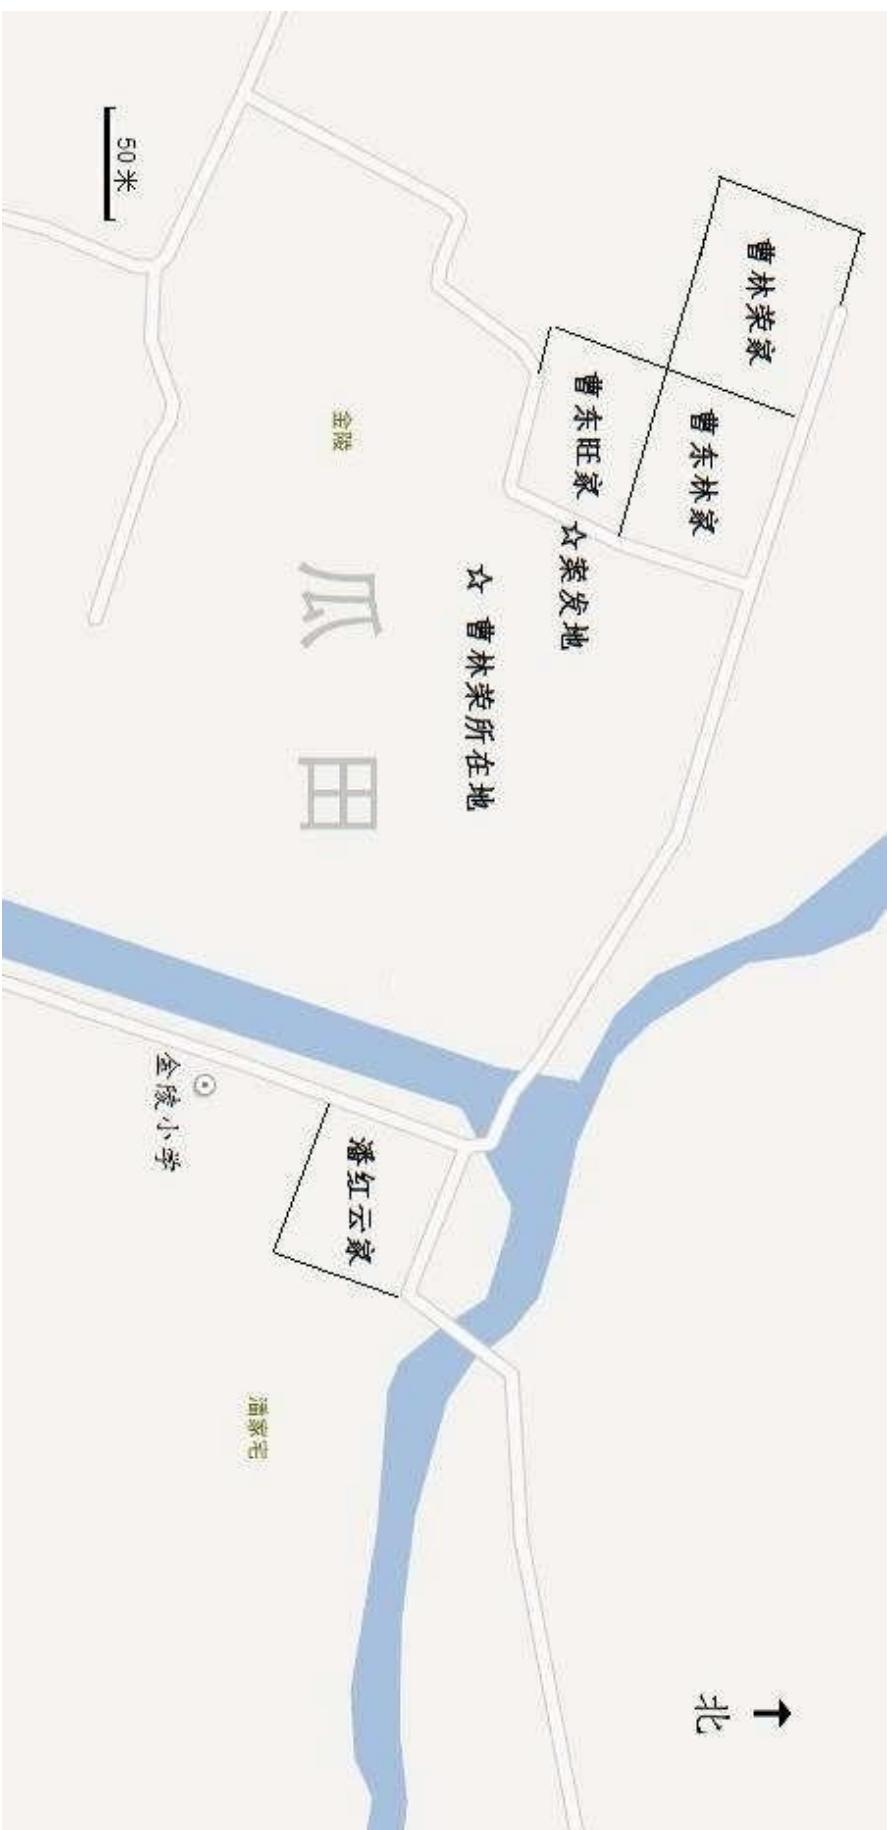 北
曹林荣家
曹东林家
曹东旺家
☆案发地
☆ 曹林荣所在地
金陵
瓜田
潘红云家
金陵小学
潘家宅
50米